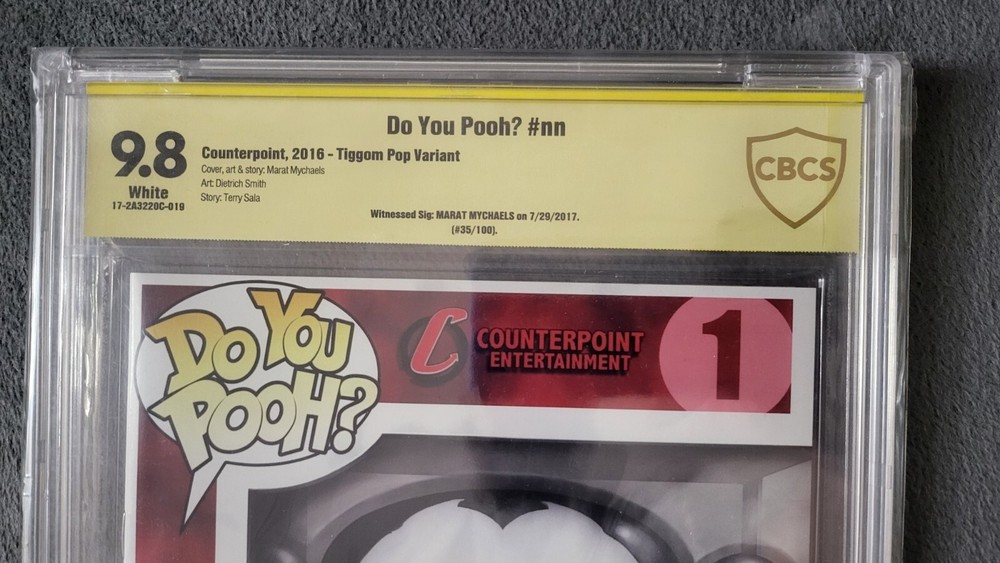 Do You Pooh? #nn
9.8
White
17-2A3220C-019
Counterpoint, 2016 - Tiggom Pop Variant
Cover, art & story: Marat Mychaels
Art: Dietrich Smith
Story: Terry Sala
Witnessed Sig: MARAT MYCHAELS on 7/29/2017.
(#35/100).
CBCS
DO YOU
POOH?
C COUNTERPOINT
ENTERTAINMENT
1